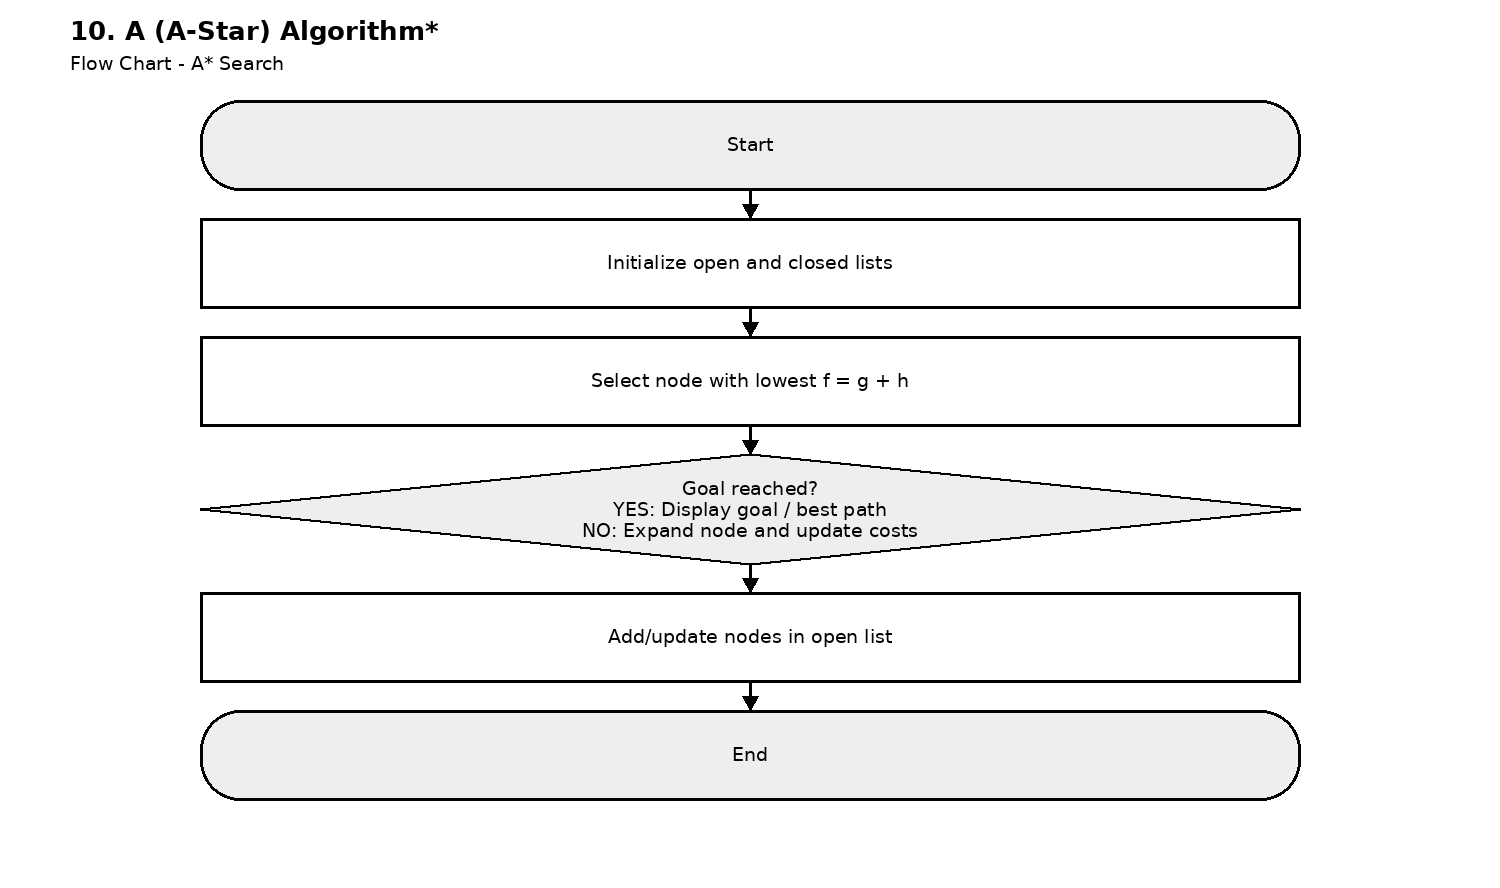 10. A (A-Star) Algorithm*
Flow Chart - A* Search
Start
Initialize open and closed lists
Select node with lowest f = g + h
Goal reached?
YES: Display goal / best path
NO: Expand node and update costs
Add/update nodes in open list
End